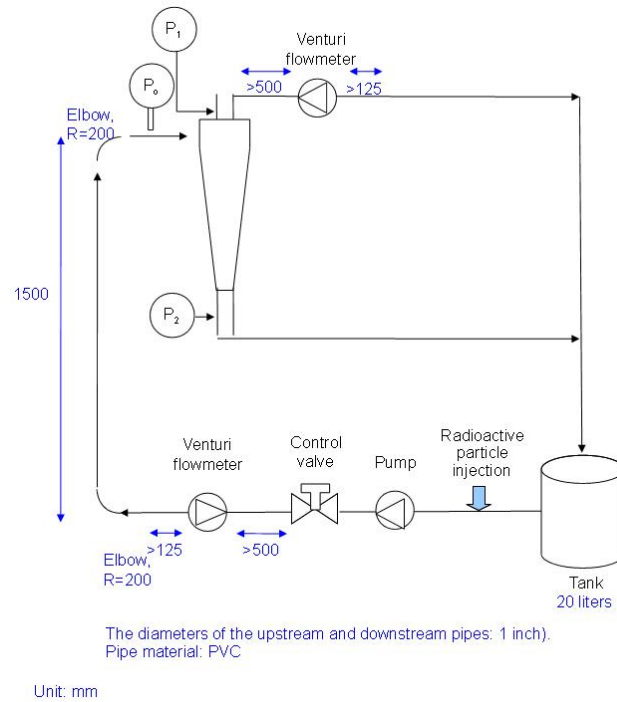 P1
Venturi
flowmeter
Po
>500
>125
Elbow,
R=200
1500
P2
Radioactive
particle
injection
Venturi
flowmeter
Control
valve
Pump
>125
>500
Elbow,
R=200
Tank
20 liters
The diameters of the upstream and downstream pipes: 1 inch).
Pipe material: PVC
Unit: mm